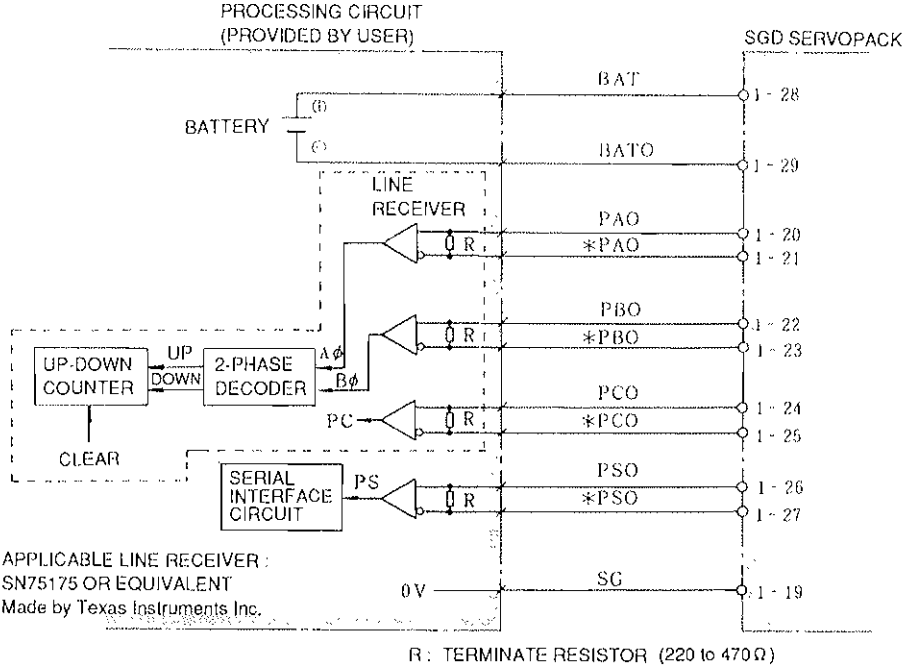 PROCESSING CIRCUIT
(PROVIDED BY USER)
SGD SERVOPACK
BAT
1-28
(+)
BATTERY
(-)
BATO
1-29
LINE
RECEIVER
PAO
1-20
R
*PAO
1-21
PBO
1-22
R
*PBO
1-23
UP-DOWN
COUNTER
UP
DOWN
2-PHASE
DECODER
Aφ
Bφ
PCO
1-24
PC
R
*PCO
1-25
CLEAR
SERIAL
INTERFACE
CIRCUIT
PS
PSO
1-26
R
*PSO
1-27
APPLICABLE LINE RECEIVER :
SN75175 OR EQUIVALENT
Made by Texas Instruments Inc.
0V
SG
1-19
R : TERMINATE RESISTOR (220 to 470Ω)